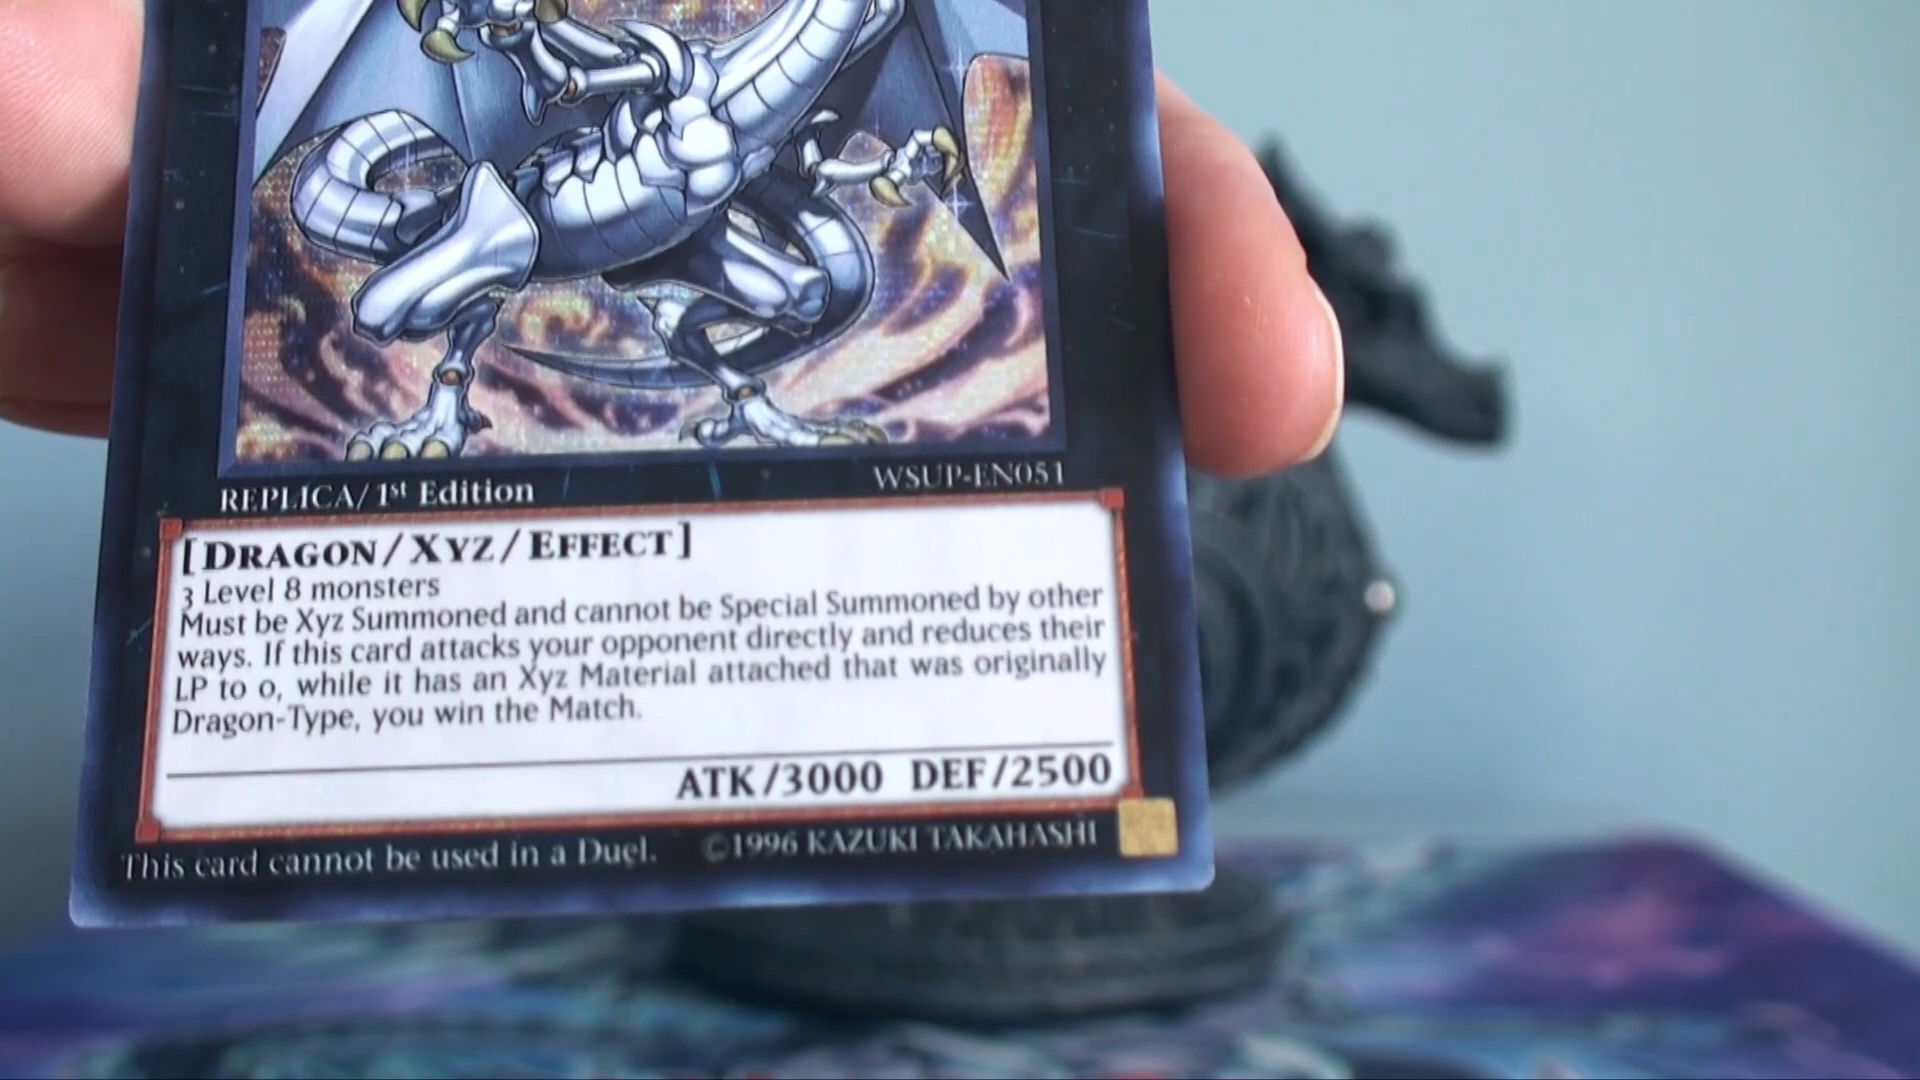 REPLICA/1st Edition WSUP-EN051
[DRAGON/XYZ/EFFECT]
3 Level 8 monsters
Must be Xyz Summoned and cannot be Special Summoned by other
ways. If this card attacks your opponent directly and reduces their
LP to 0, while it has an Xyz Material attached that was originally
Dragon-Type, you win the Match.
ATK/3000 DEF/2500
This card cannot be used in a Duel. ©1996 KAZUKI TAKAHASHI